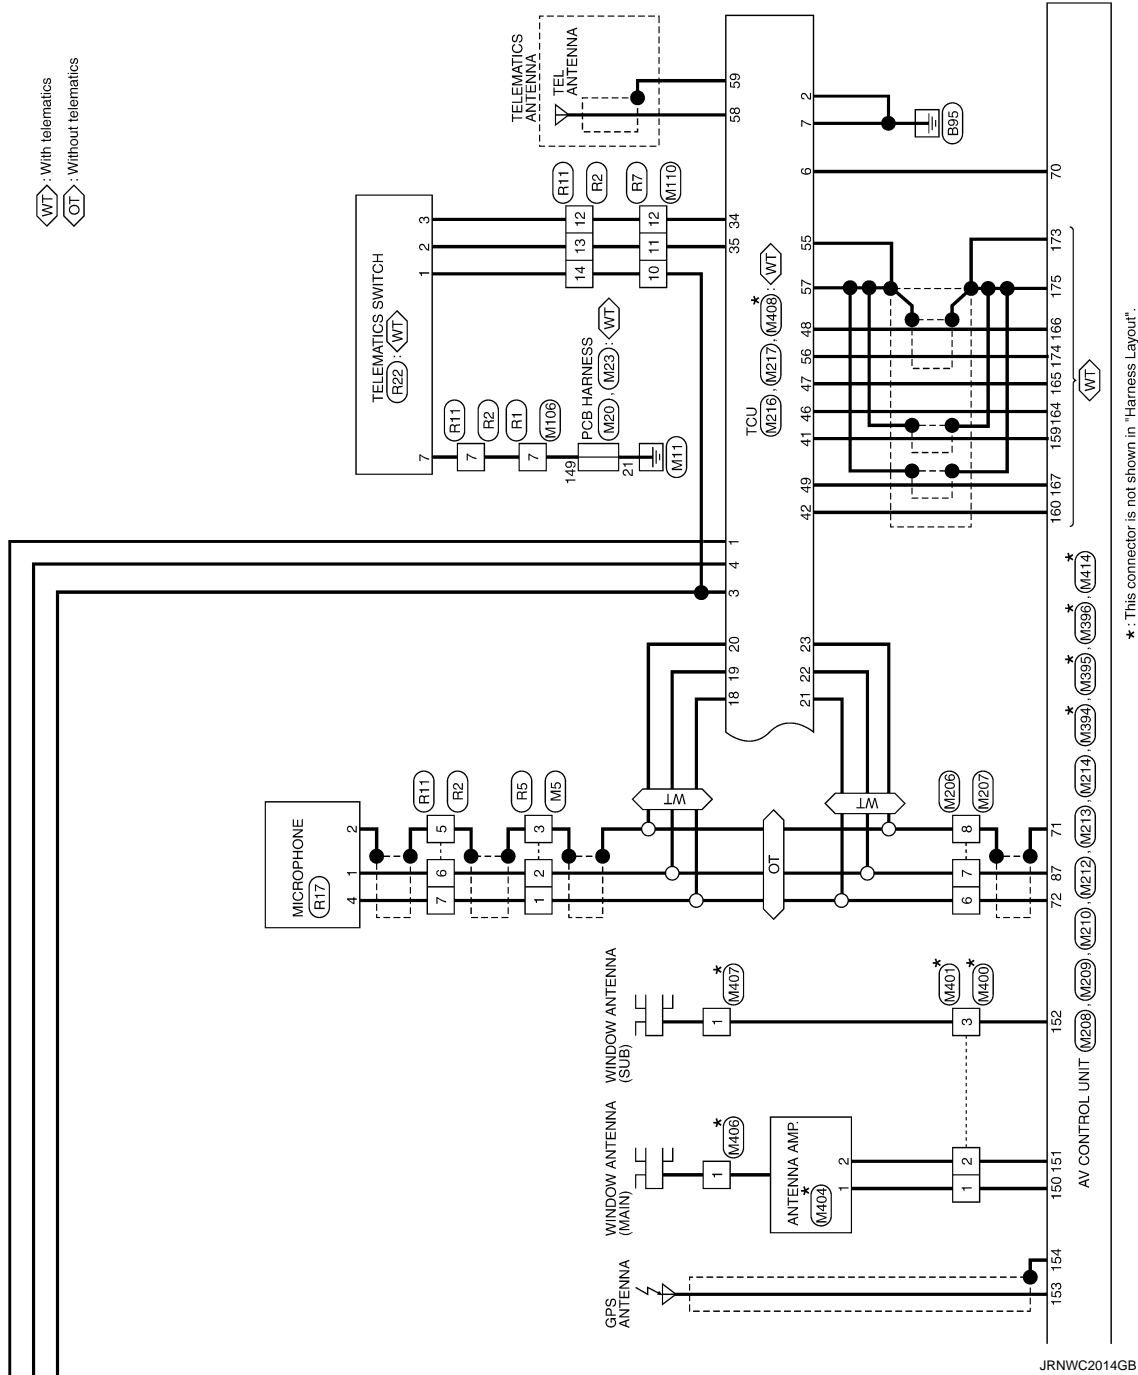 WT : With telematics
OT : Without telematics
TELEMATICS
ANTENNA
TEL
ANTENNA
59
58
2
7
B95
6
70
TELEMATICS SWITCH
R22 : WT
3
2
1
7
R11
R2
R7
M110
12
13
14
12
11
10
34
35
R11
R2
R1
M106
7
7
PCB HARNESS
M20 , M23 : WT
149
21
M11
TCU
M216 , M217 , M408 * : WT
55
57
48
56
47
46
41
49
42
173
175
166
174
165
164
159
167
160
WT
1
4
3
20
19
18
23
22
21
MICROPHONE
R17
2
1
4
R11
R2
5
6
7
R5
M5
3
2
1
WT
WT
OT
M206
M207
8
7
6
71
87
72
WINDOW ANTENNA
(SUB)
1
M407 *
M401 *
M400 *
3
152
WINDOW ANTENNA
(MAIN)
1
M406 *
ANTENNA AMP.
M404 *
2
1
2
1
151
150
GPS
ANTENNA
154
153
AV CONTROL UNIT M208 , M209 , M210 , M212 , M213 , M214 , M394 * , M395 * , M396 * , M414 *
* : This connector is not shown in "Harness Layout".
JRNWC2014GB